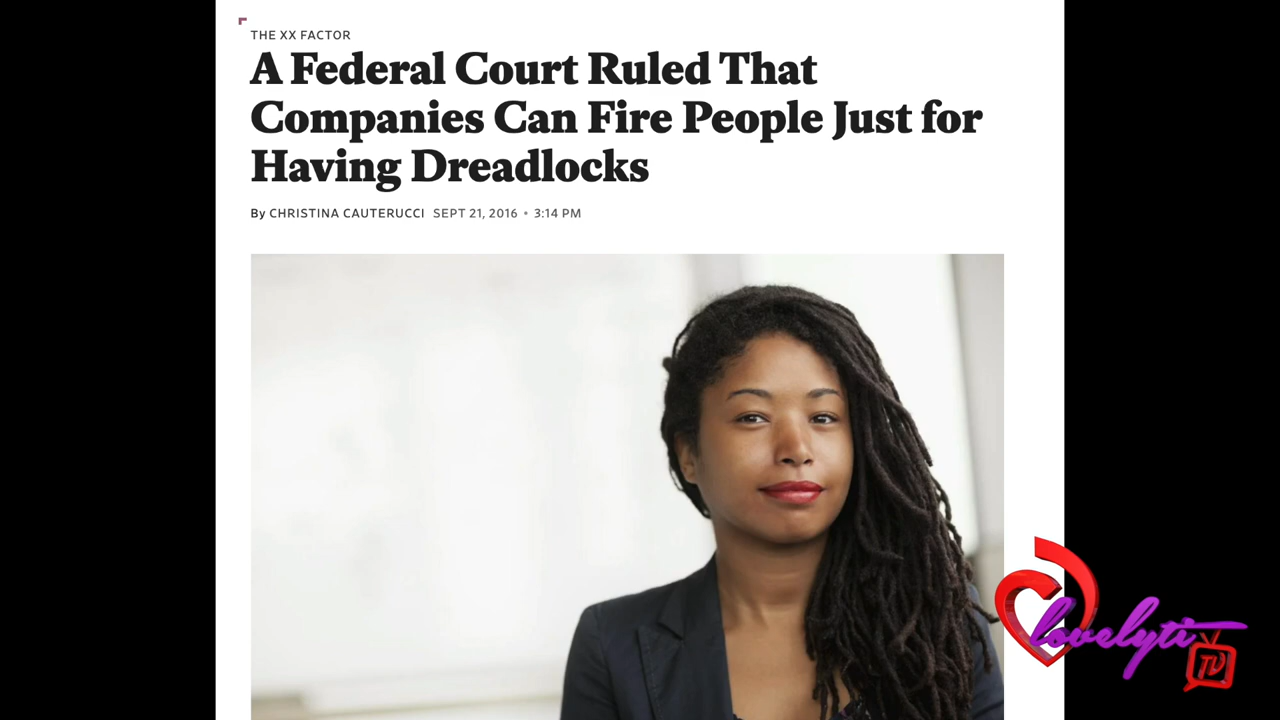 THE XX FACTOR
A Federal Court Ruled That
Companies Can Fire People Just for
Having Dreadlocks
By CHRISTINA CAUTERUCCI SEPT 21, 2016 • 3:14 PM
lovelyti
TV